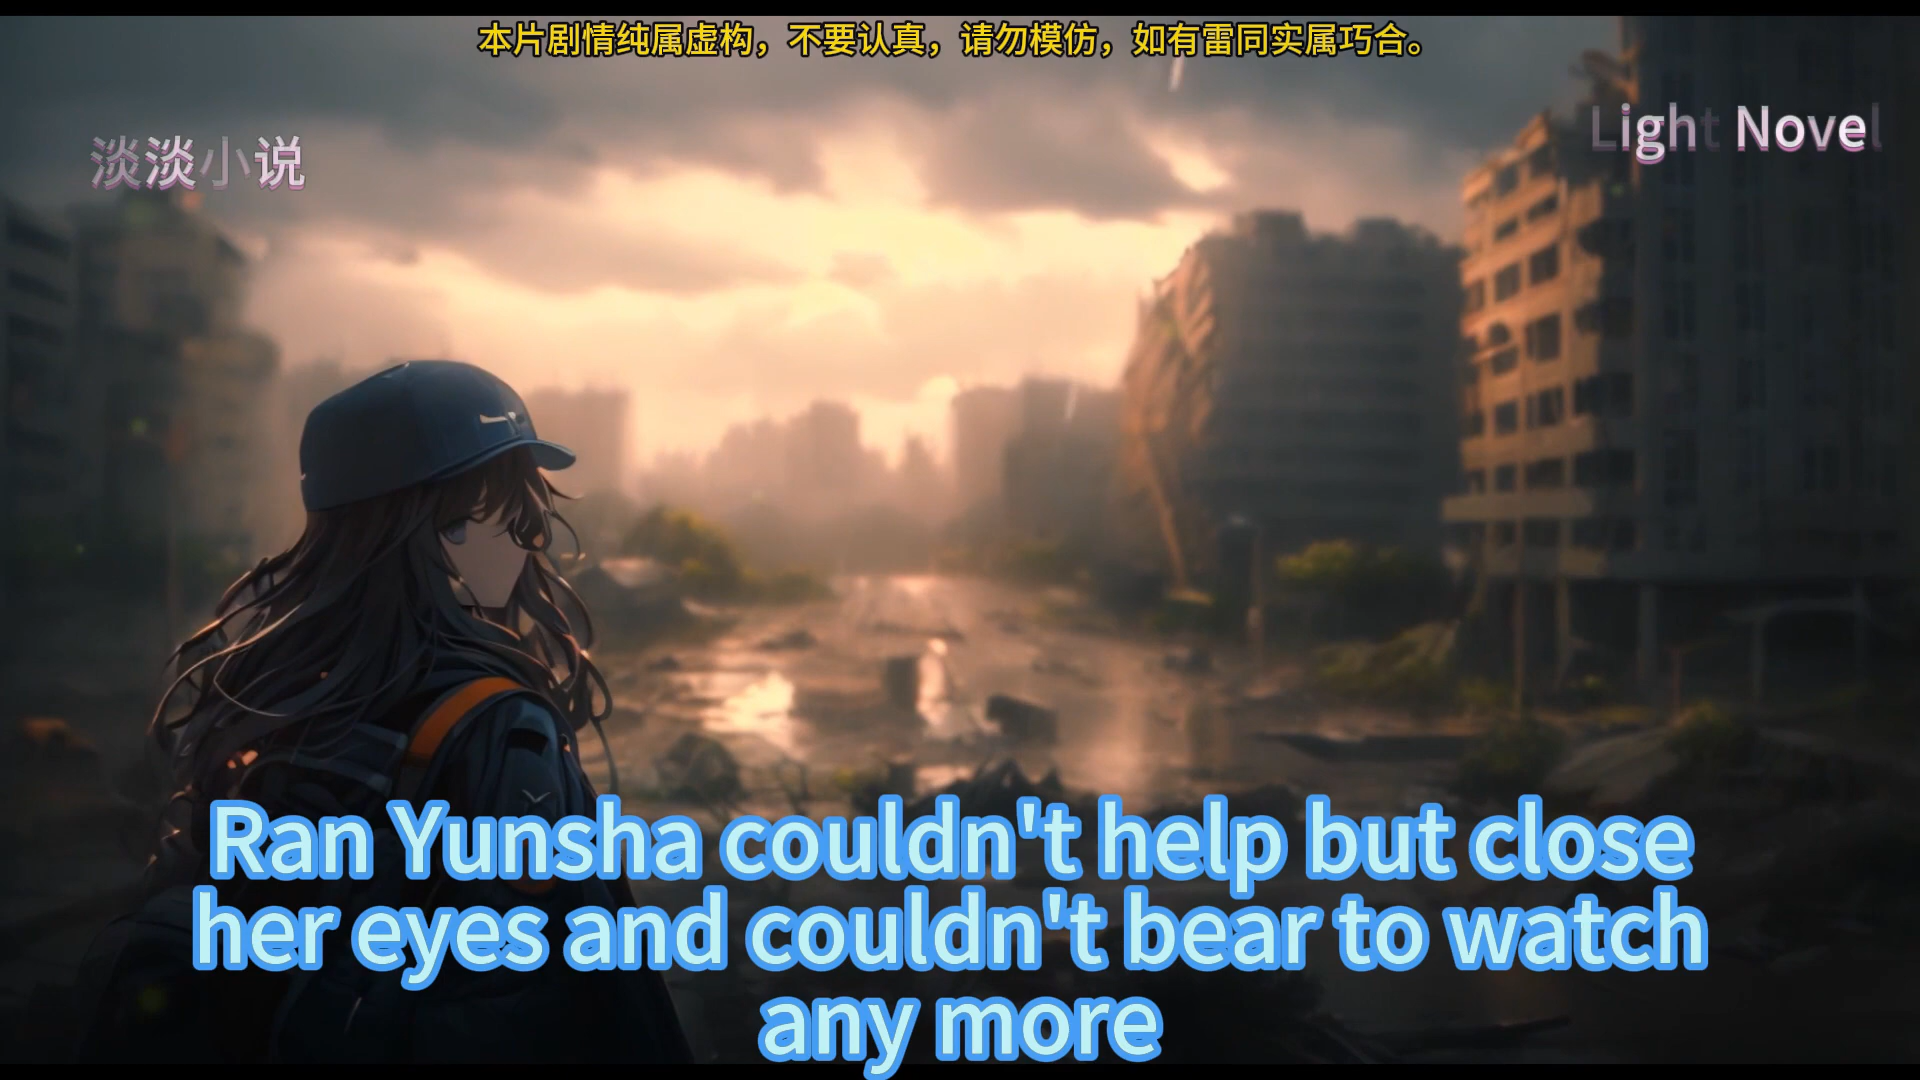 本片剧情纯属虚构，不要认真，请勿模仿，如有雷同实属巧合。
淡淡小说
Light Novel
Ran Yunsha couldn't help but close
her eyes and couldn't bear to watch
any more